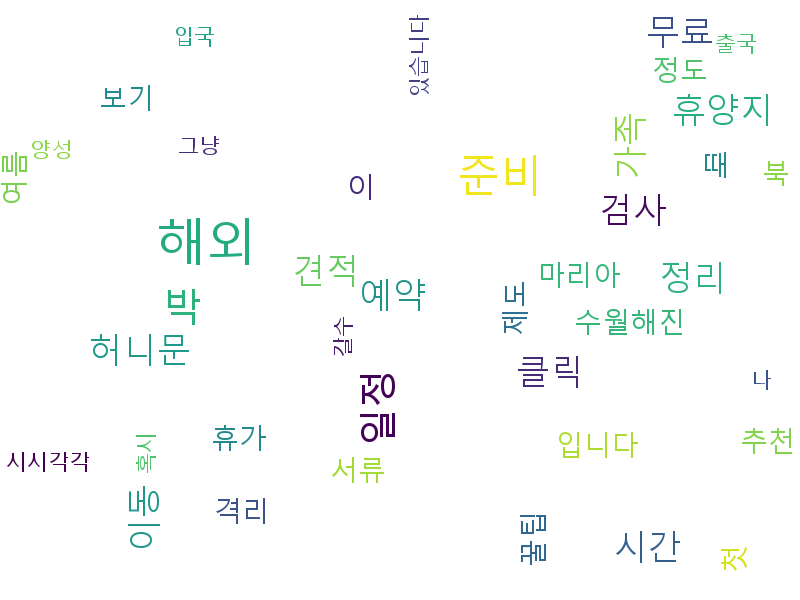 입국
있습니다
무료
출국
정도
보기
휴양지
가족
그냥
양성
여름
준비
때
북
이
검사
해외
견적
예약
마리아
정리
박
제도
수월해진
갈수
허니문
클릭
나
일정
휴가
입니다
추천
시시각각
혹시
서류
이동
격리
꿀팁
시간
첫